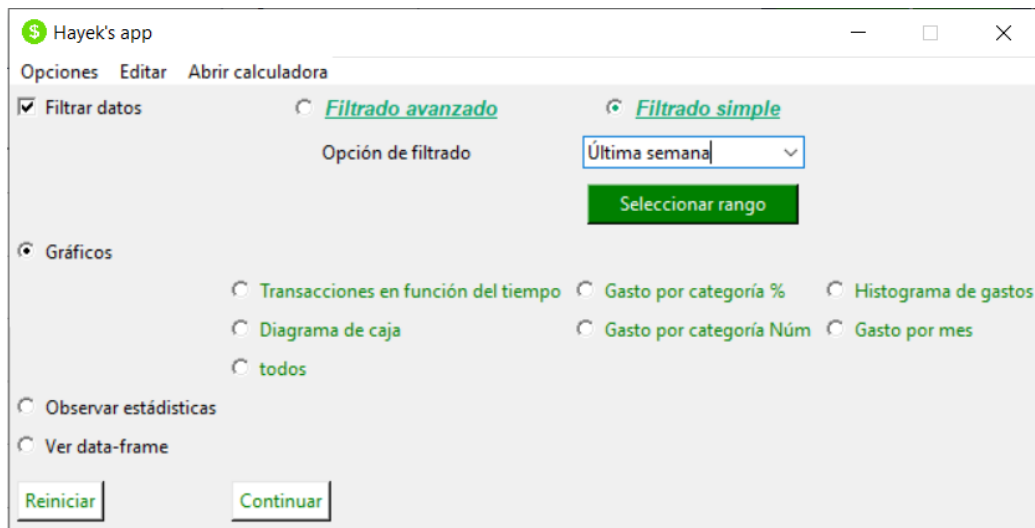 Hayek's app
Opciones Editar Abrir calculadora
Filtrar datos Filtrado avanzado Filtrado simple
Opción de filtrado Última semana
Seleccionar rango
Gráficos
Transacciones en función del tiempo Gasto por categoría % Histograma de gastos
Diagrama de caja Gasto por categoría Núm Gasto por mes
todos
Observar estádisticas
Ver data-frame
Reiniciar Continuar